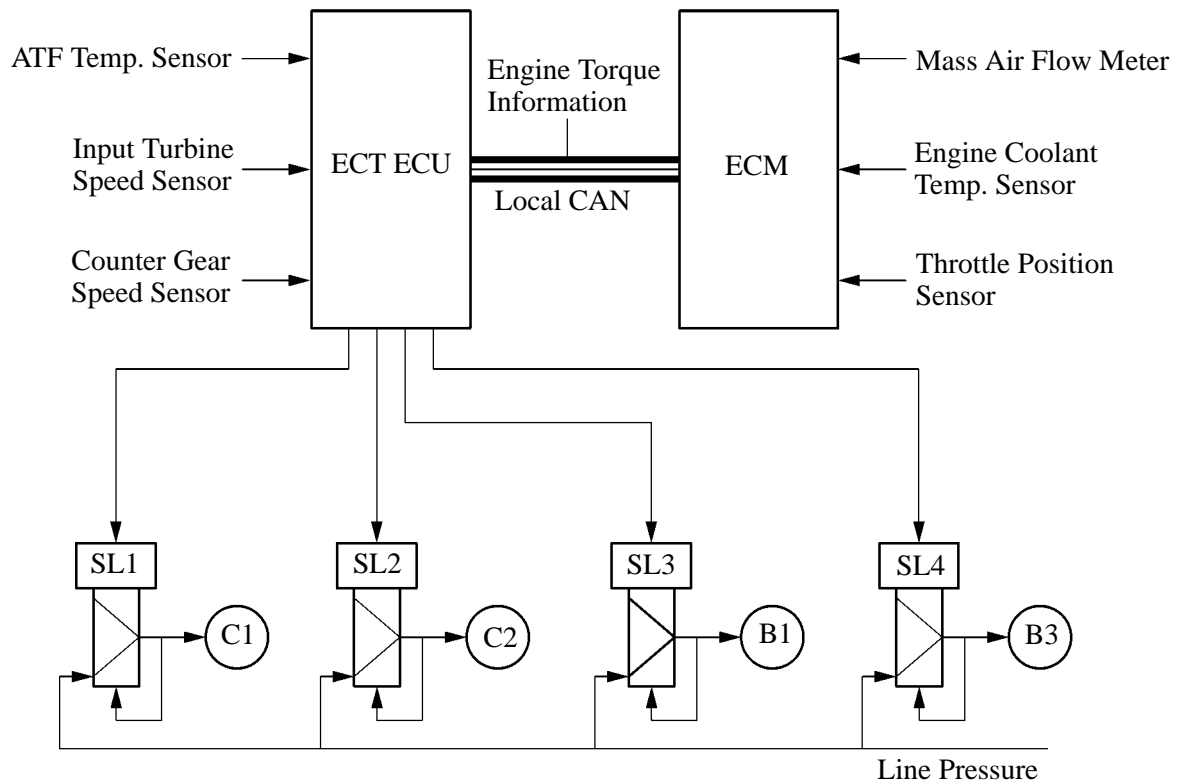 ATF Temp. Sensor
Input Turbine
Speed Sensor
Counter Gear
Speed Sensor
ECT ECU
Engine Torque
Information
Local CAN
ECM
Mass Air Flow Meter
Engine Coolant
Temp. Sensor
Throttle Position
Sensor
SL1
SL2
SL3
SL4
C1
C2
B1
B3
Line Pressure